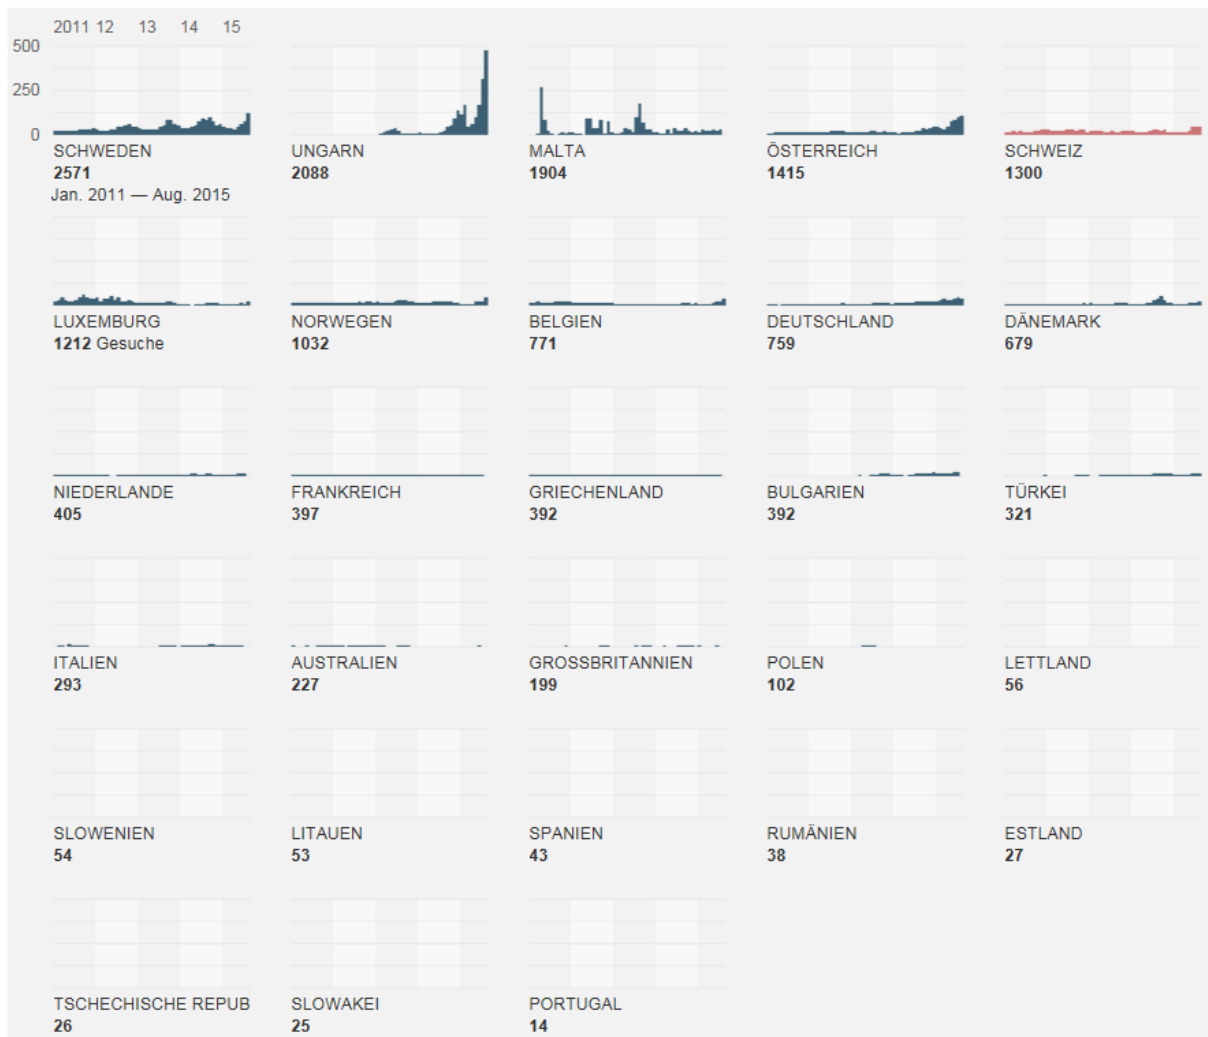 2011 12 13 14 15
500
250
0
SCHWEDEN UNGARN MALTA ÖSTERREICH SCHWEIZ
2571 2088 1904 1415 1300
Jan. 2011 — Aug. 2015
LUXEMBURG NORWEGEN BELGIEN DEUTSCHLAND DÄNEMARK
1212 Gesuche 1032 771 759 679
NIEDERLANDE FRANKREICH GRIECHENLAND BULGARIEN TÜRKEI
405 397 392 392 321
ITALIEN AUSTRALIEN GROSSBRITANNIEN POLEN LETTLAND
293 227 199 102 56
SLOWENIEN LITAUEN SPANIEN RUMÄNIEN ESTLAND
54 53 43 38 27
TSCHECHISCHE REPUB SLOWAKEI PORTUGAL
26 25 14